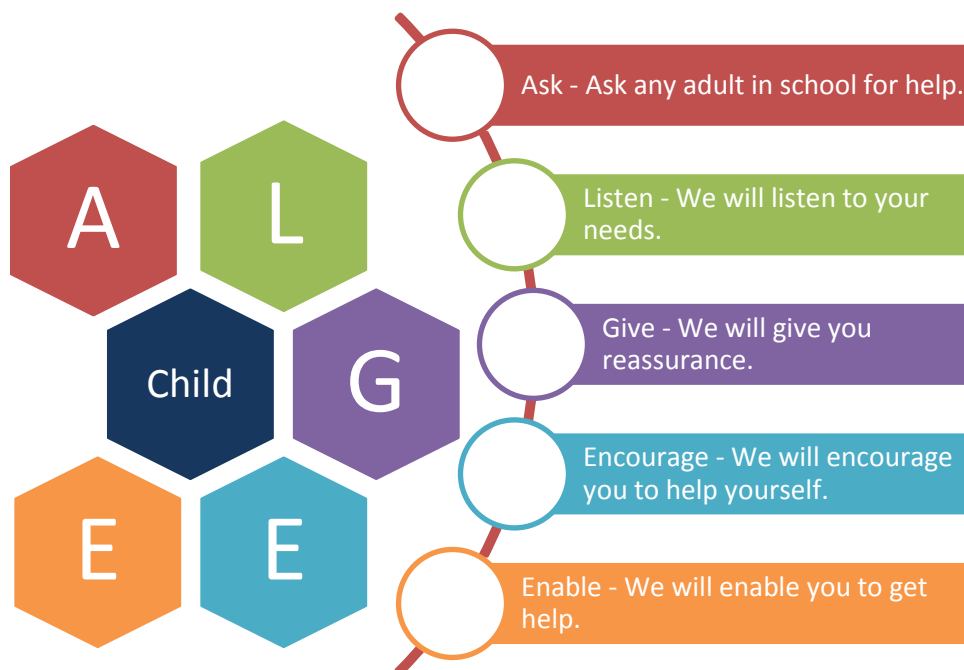 A
L
Child
G
E
E
Ask - Ask any adult in school for help.
Listen - We will listen to your
needs.
Give - We will give you
reassurance.
Encourage - We will encourage
you to help yourself.
Enable - We will enable you to get
help.